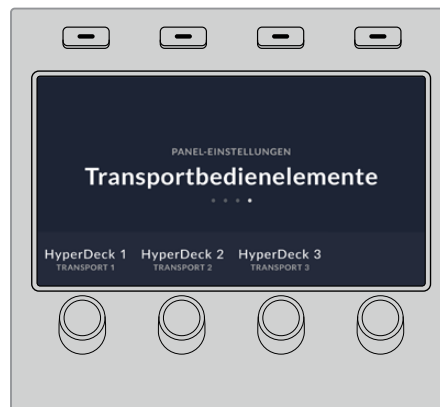 PANEL-EINSTELLUNGEN
Transportbedienelemente
HyperDeck 1 HyperDeck 2 HyperDeck 3
TRANSPORT 1 TRANSPORT 2 TRANSPORT 3